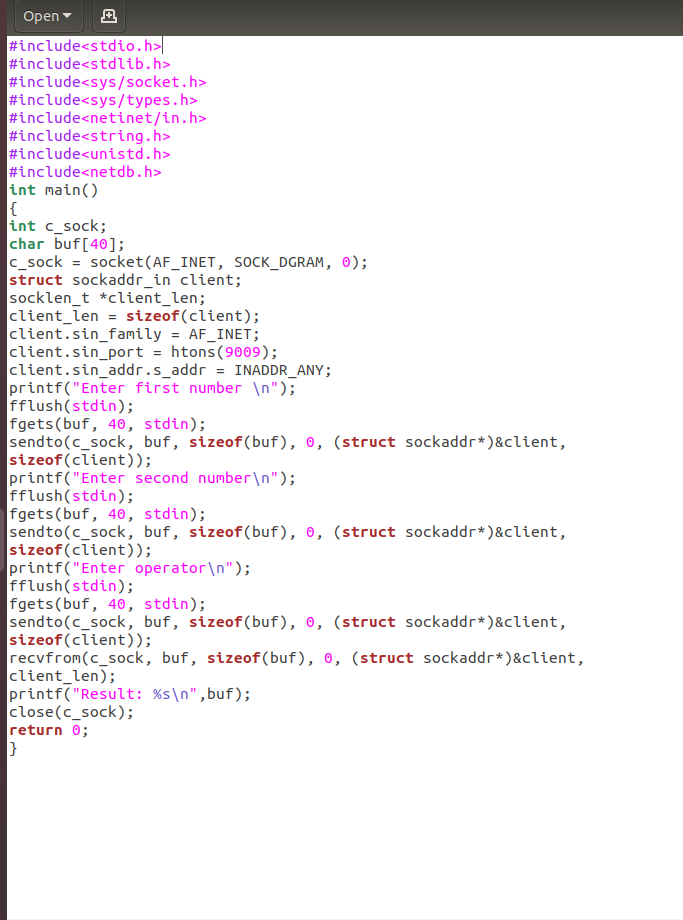 Open
#include<stdio.h>
#include<stdlib.h>
#include<sys/socket.h>
#include<sys/types.h>
#include<netinet/in.h>
#include<string.h>
#include<unistd.h>
#include<netdb.h>
int main()
{
int c_sock;
char buf[40];
c_sock = socket(AF_INET, SOCK_DGRAM, 0);
struct sockaddr_in client;
socklen_t *client_len;
client_len = sizeof(client);
client.sin_family = AF_INET;
client.sin_port = htons(9009);
client.sin_addr.s_addr = INADDR_ANY;
printf("Enter first number \n");
fflush(stdin);
fgets(buf, 40, stdin);
sendto(c_sock, buf, sizeof(buf), 0, (struct sockaddr*)&client,
sizeof(client));
printf("Enter second number\n");
fflush(stdin);
fgets(buf, 40, stdin);
sendto(c_sock, buf, sizeof(buf), 0, (struct sockaddr*)&client,
sizeof(client));
printf("Enter operator\n");
fflush(stdin);
fgets(buf, 40, stdin);
sendto(c_sock, buf, sizeof(buf), 0, (struct sockaddr*)&client,
sizeof(client));
recvfrom(c_sock, buf, sizeof(buf), 0, (struct sockaddr*)&client,
client_len);
printf("Result: %s\n",buf);
close(c_sock);
return 0;
}